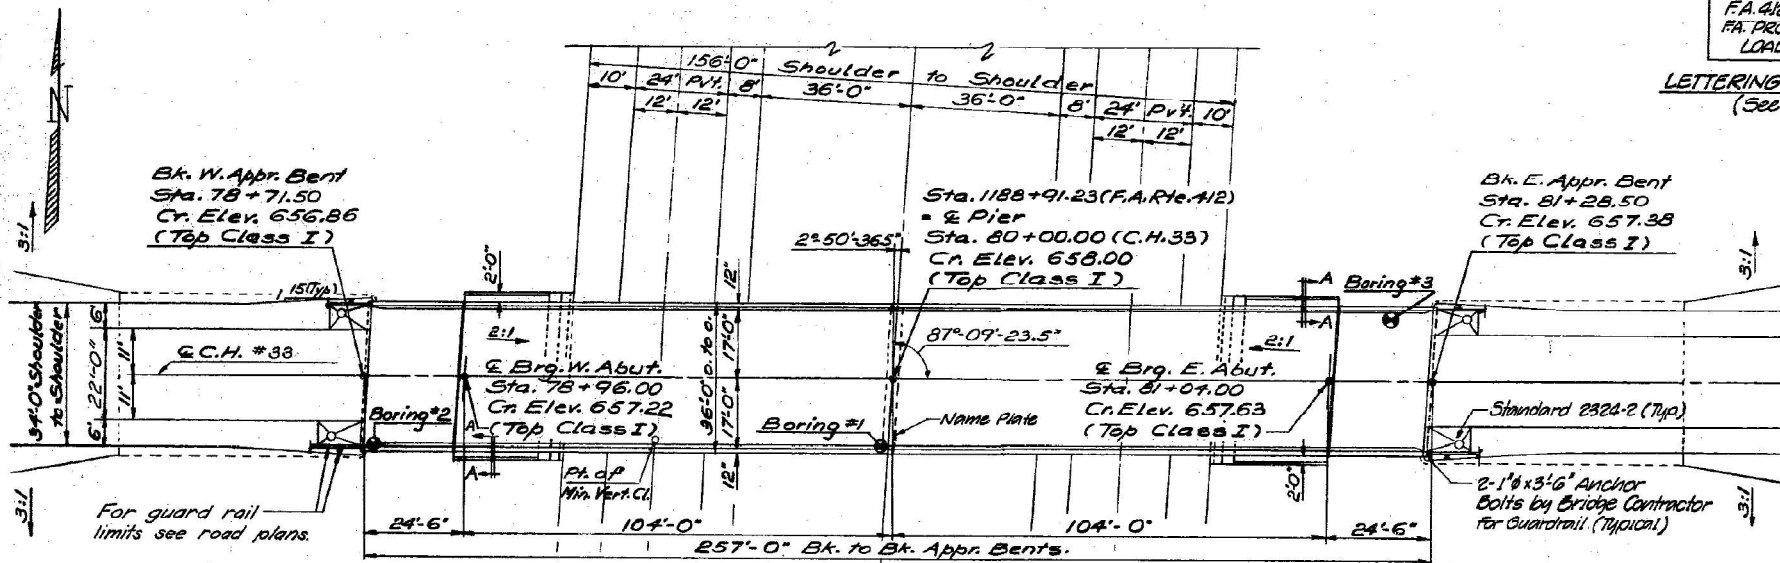 F.A. 412
F.A. PRO
LOAD
LETTERING
(See
156'-0" Shoulder to Shoulder
10' 24' Pvt. 8' 36'-0" 36'-0" 8' 24' Pvt. 10'
12' 12' 12' 12'
N
Bk. W. Appr. Bent
Sta. 78+71.50
Cr. Elev. 656.86
(Top Class I)
Sta. 1188+91.23 (F.A. Rte. 412)
= ℄ Pier
Sta. 80+00.00 (C.H. 33)
Cr. Elev. 658.00
(Top Class I)
2°-50'-36.5"
Bk. E. Appr. Bent
Sta. 81+28.50
Cr. Elev. 657.38
(Top Class I)
3:1
3:1
2'-0"
12"
15'(Typ)
A
A
Boring #3
34'-0" Shoulder to Shoulder
6'
22'-0"
6'
11' 11'
℄ C.H. #33
2:1
2:1
36'-0" o. to o.
17'-0"
17'-0"
12"
87°-09'-23.5"
℄ Brg. W. Abut.
Sta. 78+96.00
Cr. Elev. 657.22
(Top Class I)
℄ Brg. E. Abut.
Sta. 81+04.00
Cr. Elev. 657.63
(Top Class I)
Boring #2
A
A
Pt. of
Min. Vert. Cl.
Boring #1
Name Plate
Standard 2324-2 (Typ)
2'-0"
2-1"φ x 3'-6" Anchor
Bolts by Bridge Contractor
for Guardrail (Typical)
3:1
3:1
For guard rail
limits see road plans.
24'-6" 104'-0" 104'-0" 24'-6"
257'-0" Bk. to Bk. Appr. Bents.